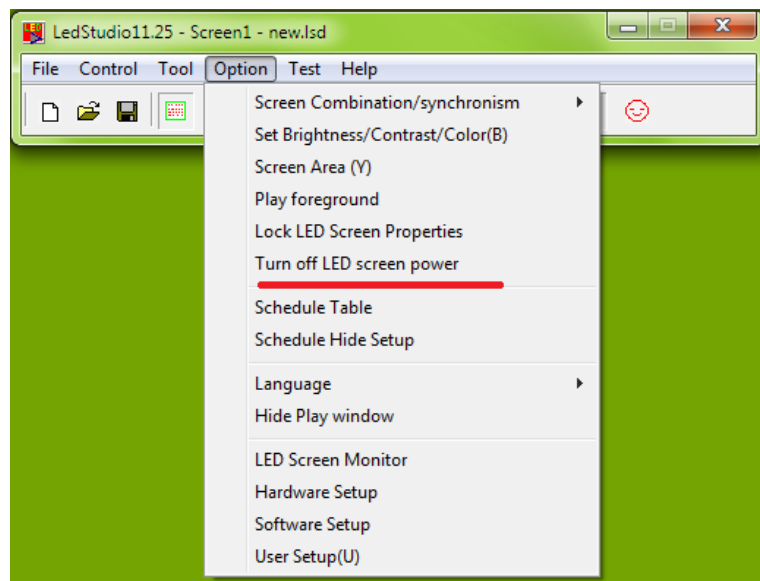 LedStudio11.25 - Screen1 - new.lsd
File Control Tool Option Test Help
Screen Combination/synchronism
Set Brightness/Contrast/Color(B)
Screen Area (Y)
Play foreground
Lock LED Screen Properties
Turn off LED screen power
Schedule Table
Schedule Hide Setup
Language
Hide Play window
LED Screen Monitor
Hardware Setup
Software Setup
User Setup(U)